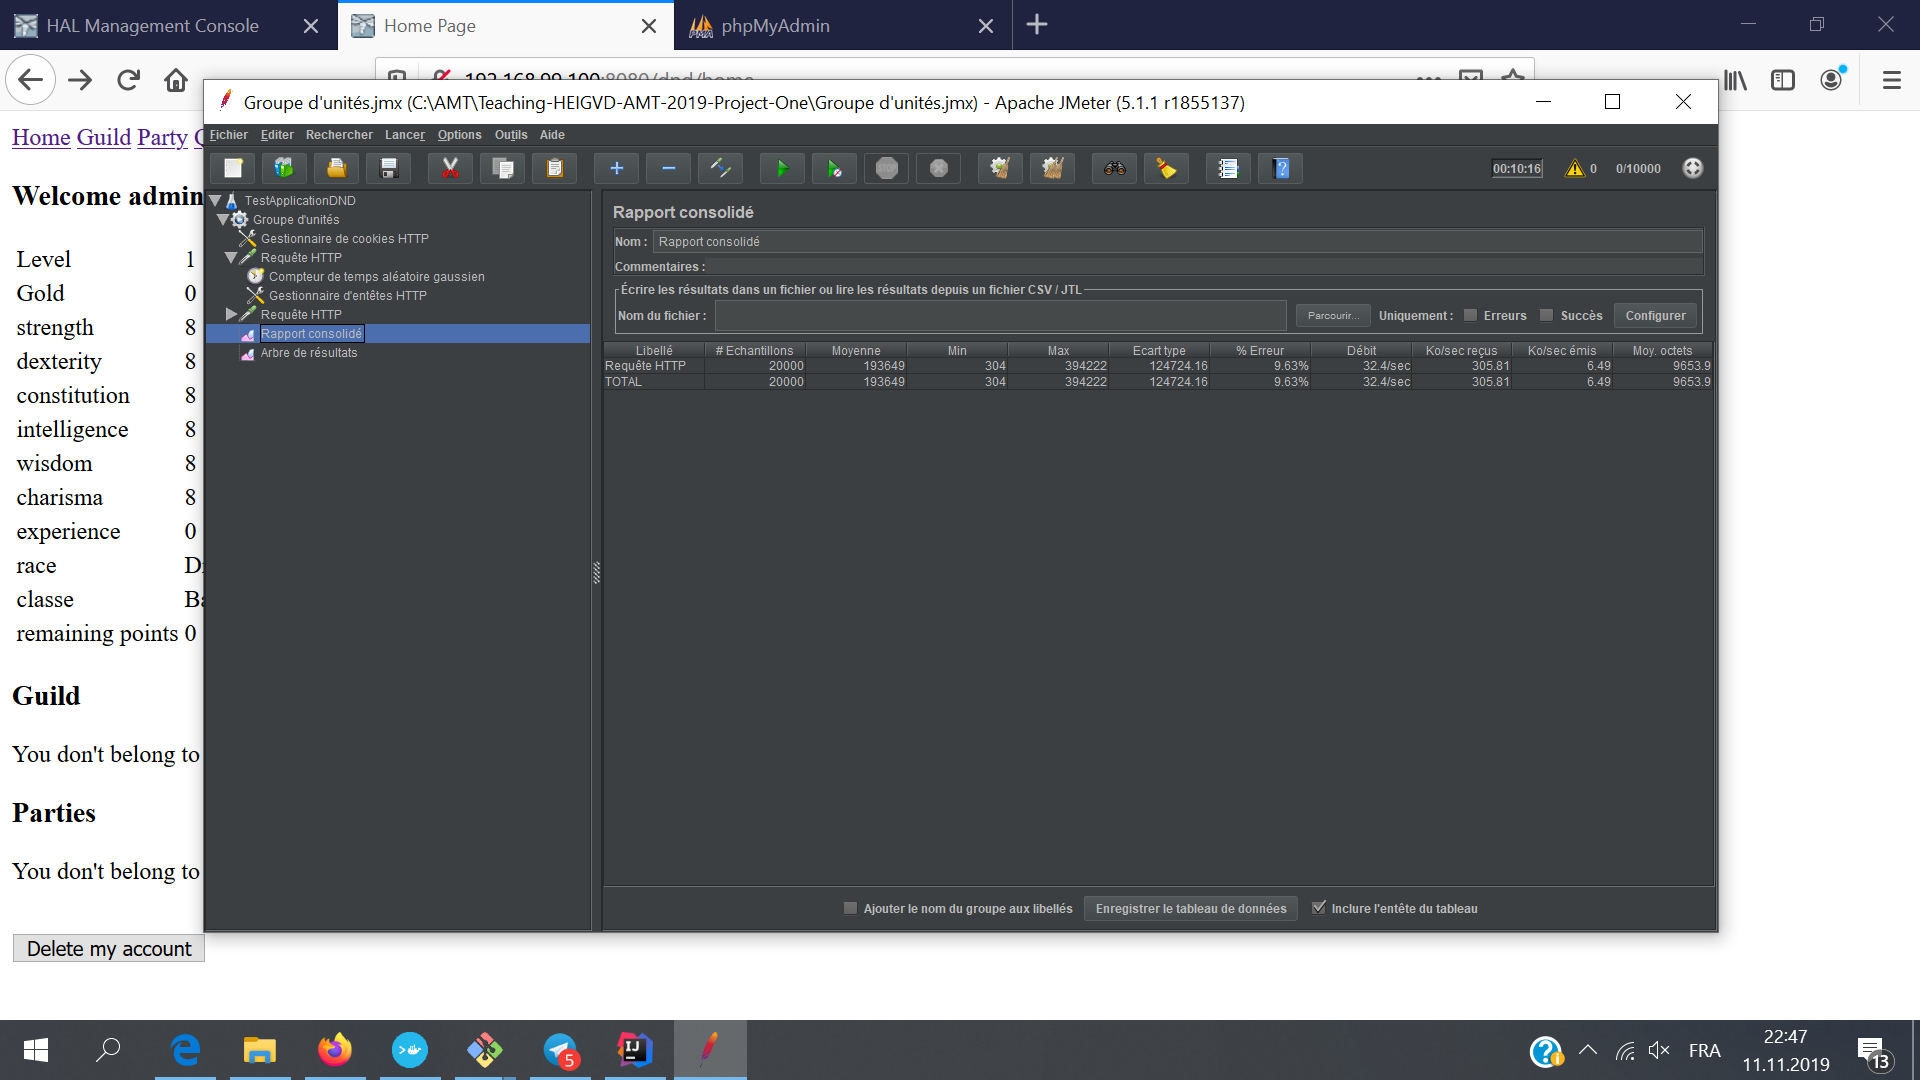 HAL Management Console
Home Page
phpMyAdmin
192.168.99.100:8080/dnd/home
Groupe d'unités.jmx (C:\AMT\Teaching-HEIGVD-AMT-2019-Project-One\Groupe d'unités.jmx) - Apache JMeter (5.1.1 r1855137)
Home Guild Party
Fichier Editer Rechercher Lancer Options Outils Aide
00:10:16 0 0/10000
Welcome admin
Level 1
Gold 0
strength 8
dexterity 8
constitution 8
intelligence 8
wisdom 8
charisma 8
experience 0
race
classe
remaining points 0
Guild
You don't belong to
Parties
You don't belong to
Delete my account
TestApplicationDND
Groupe d'unités
Gestionnaire de cookies HTTP
Requête HTTP
Compteur de temps aléatoire gaussien
Gestionnaire d'entêtes HTTP
Requête HTTP
Rapport consolidé
Arbre de résultats
Rapport consolidé
Nom : Rapport consolidé
Commentaires :
Écrire les résultats dans un fichier ou lire les résultats depuis un fichier CSV / JTL
Nom du fichier : Parcourir... Uniquement : Erreurs Succès Configurer
Libellé # Echantillons Moyenne Min Max Ecart type % Erreur Débit Ko/sec reçus Ko/sec émis Moy. octets
Requête HTTP 20000 193649 304 394222 124724.16 9.63% 32.4/sec 305.81 6.49 9653.9
TOTAL 20000 193649 304 394222 124724.16 9.63% 32.4/sec 305.81 6.49 9653.9
Ajouter le nom du groupe aux libellés Enregistrer le tableau de données Inclure l'entête du tableau
5
IJ
FRA
22:47
11.11.2019
13